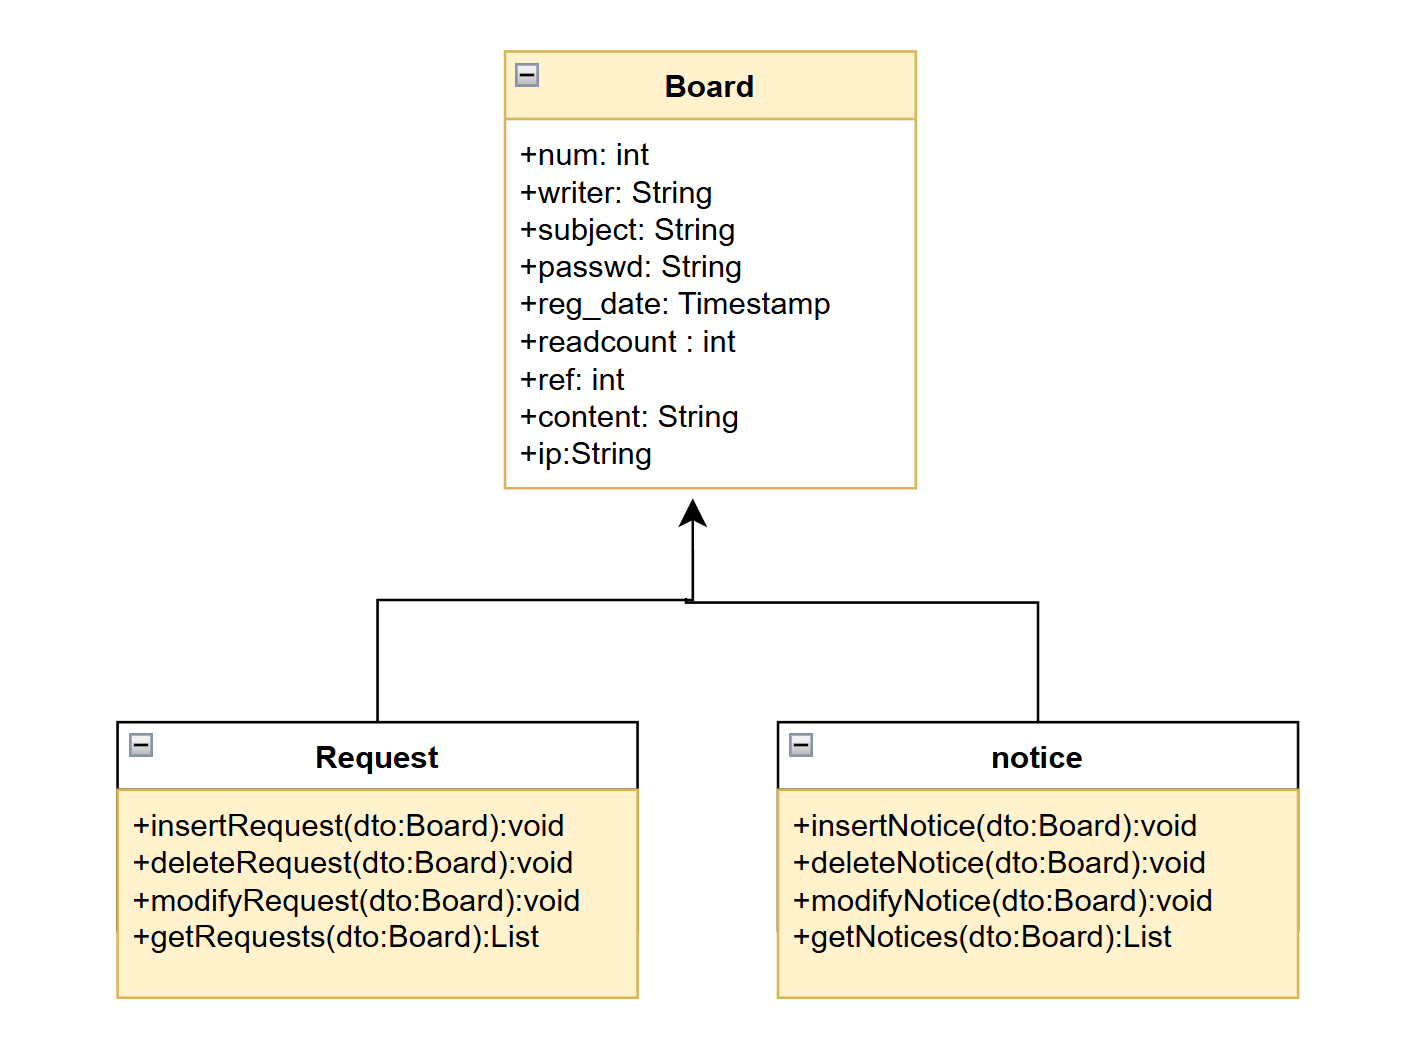 Board
+num: int
+writer: String
+subject: String
+passwd: String
+reg_date: Timestamp
+readcount : int
+ref: int
+content: String
+ip:String
Request
+insertRequest(dto:Board):void
+deleteRequest(dto:Board):void
+modifyRequest(dto:Board):void
+getRequests(dto:Board):List
notice
+insertNotice(dto:Board):void
+deleteNotice(dto:Board):void
+modifyNotice(dto:Board):void
+getNotices(dto:Board):List